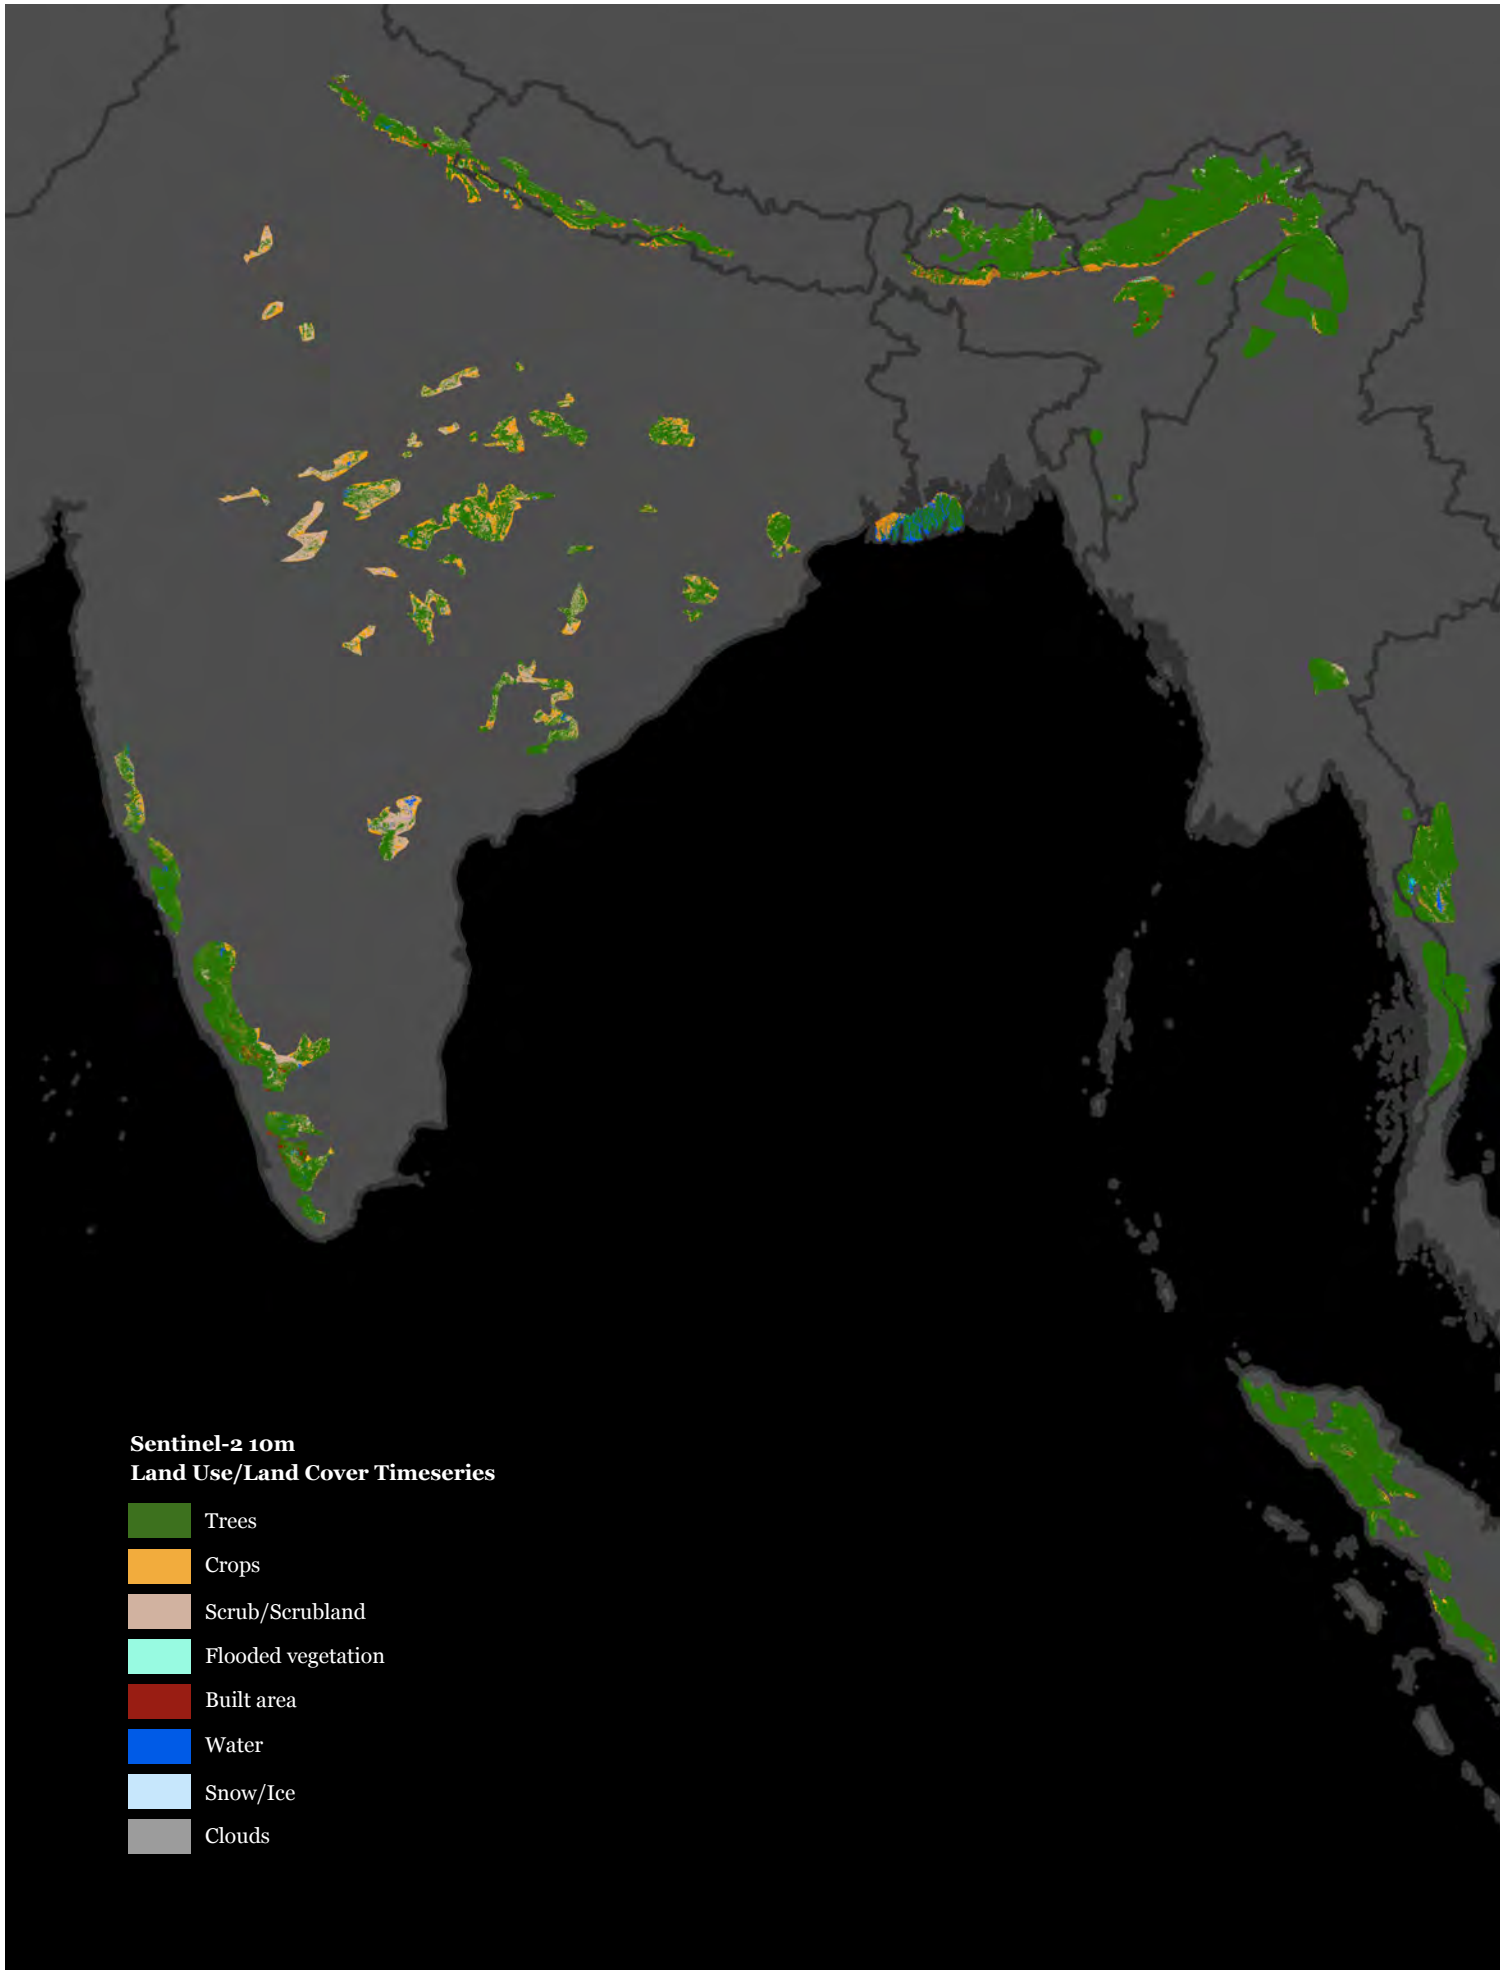 Sentinel-2 10m
Land Use/Land Cover Timeseries
Trees
Crops
Scrub/Scrubland
Flooded vegetation
Built area
Water
Snow/Ice
Clouds